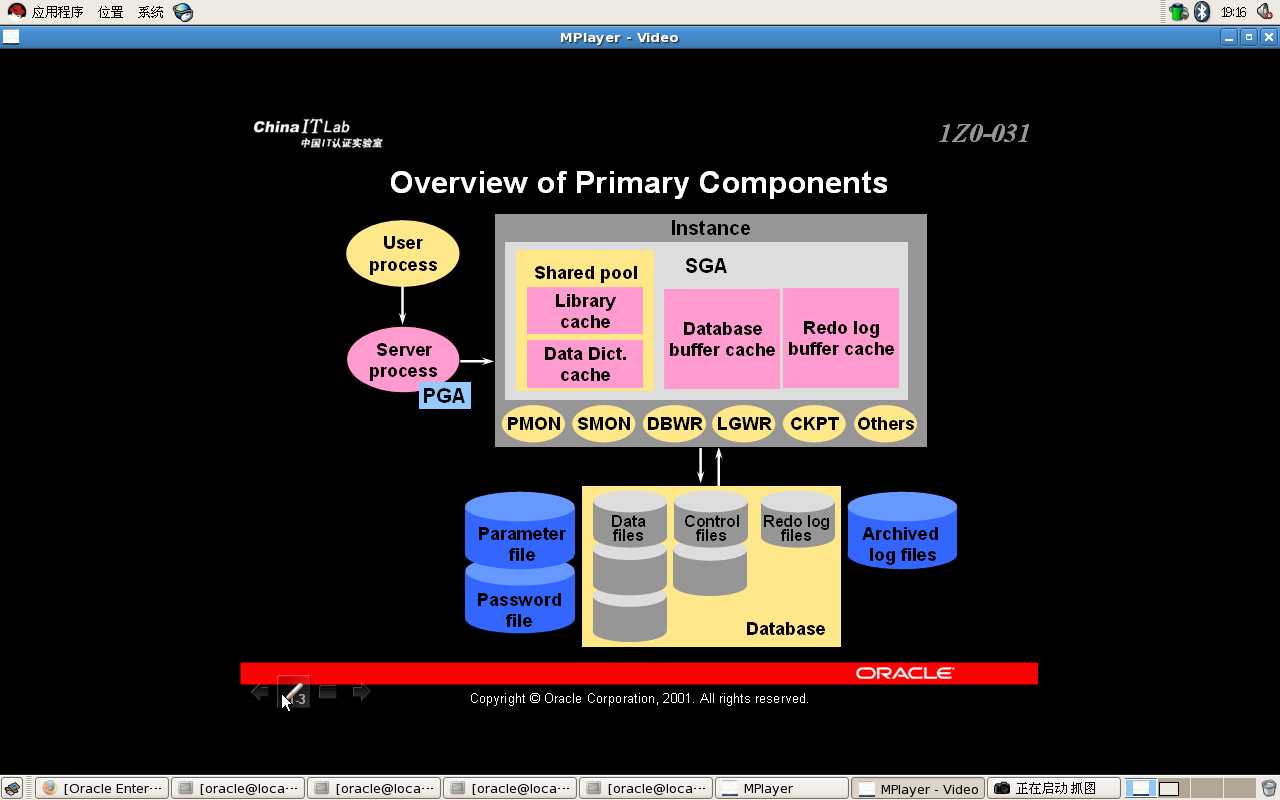 应用程序 位置 系统
19:16
MPlayer - Video
China IT Lab
中国IT认证实验室
1Z0-031
Overview of Primary Components
Instance
User
process
SGA
Shared pool
Library
cache
Database
buffer cache
Redo log
buffer cache
Server
process
Data Dict.
cache
PGA
PMON SMON DBWR LGWR CKPT Others
Data
files
Control
files
Redo log
files
Parameter
file
Archived
log files
Password
file
Database
ORACLE
-3
Copyright © Oracle Corporation, 2001. All rights reserved.
[Oracle Enter··· [oracle@loca··· [oracle@loca··· [oracle@loca··· [oracle@loca··· MPlayer MPlayer - Video 正在启动 抓图